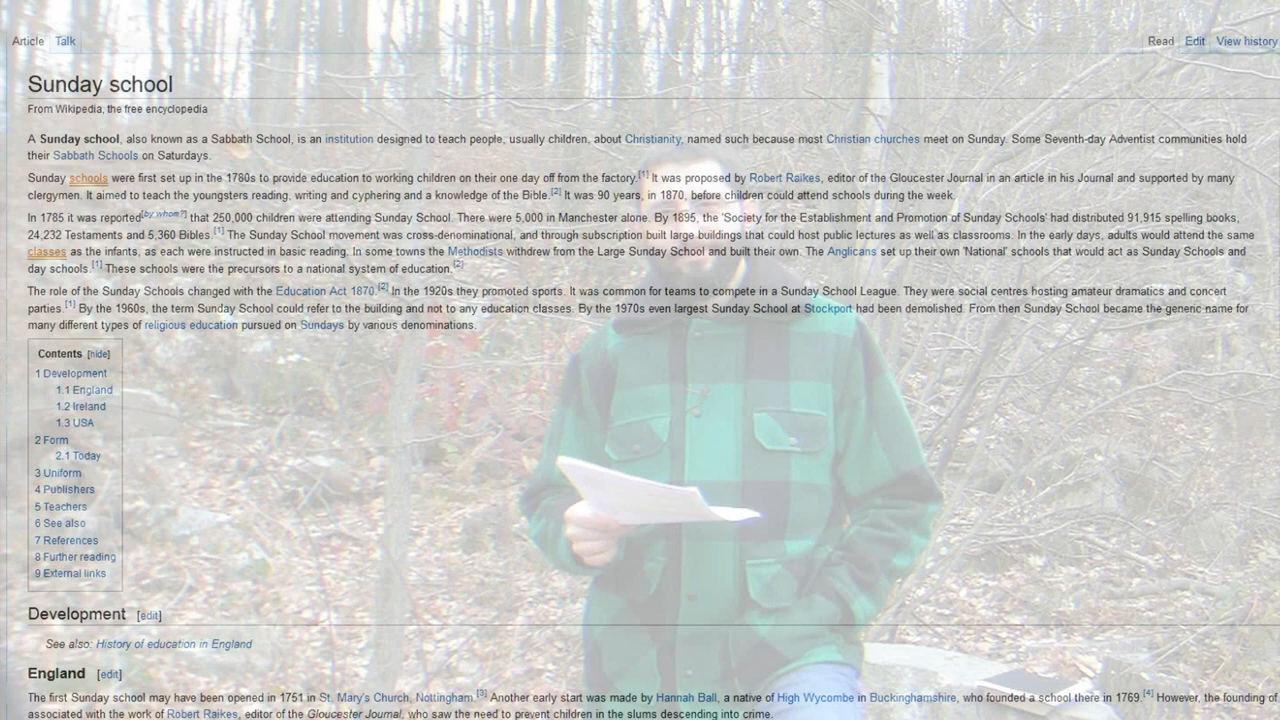 Article Talk Read Edit View history
Sunday school
From Wikipedia, the free encyclopedia
A Sunday school, also known as a Sabbath School, is an institution designed to teach people, usually children, about Christianity, named such because most Christian churches meet on Sunday. Some Seventh-day Adventist communities hold
their Sabbath Schools on Saturdays.
Sunday schools were first set up in the 1780s to provide education to working children on their one day off from the factory.[1] It was proposed by Robert Raikes, editor of the Gloucester Journal in an article in his Journal and supported by many
clergymen. It aimed to teach the youngsters reading, writing and cyphering and a knowledge of the Bible.[2] It was 90 years, in 1870, before children could attend schools during the week.
In 1785 it was reported[by whom?] that 250,000 children were attending Sunday School. There were 5,000 in Manchester alone. By 1895, the 'Society for the Establishment and Promotion of Sunday Schools' had distributed 91,915 spelling books,
24,232 Testaments and 5,360 Bibles.[1] The Sunday School movement was cross-denominational, and through subscription built large buildings that could host public lectures as well as classrooms. In the early days, adults would attend the same
classes as the infants, as each were instructed in basic reading. In some towns the Methodists withdrew from the Large Sunday School and built their own. The Anglicans set up their own 'National' schools that would act as Sunday Schools and
day schools.[1] These schools were the precursors to a national system of education.[2]
The role of the Sunday Schools changed with the Education Act 1870.[2] In the 1920s they promoted sports. It was common for teams to compete in a Sunday School League. They were social centres hosting amateur dramatics and concert
parties.[1] By the 1960s, the term Sunday School could refer to the building and not to any education classes. By the 1970s even largest Sunday School at Stockport had been demolished. From then Sunday School became the generic name for
many different types of religious education pursued on Sundays by various denominations.
Contents [hide]
1 Development
1.1 England
1.2 Ireland
1.3 USA
2 Form
2.1 Today
3 Uniform
4 Publishers
5 Teachers
6 See also
7 References
8 Further reading
9 External links
Development [edit]
See also: History of education in England
England [edit]
The first Sunday school may have been opened in 1751 in St. Mary's Church, Nottingham.[3] Another early start was made by Hannah Ball, a native of High Wycombe in Buckinghamshire, who founded a school there in 1769.[4] However, the founding of
associated with the work of Robert Raikes, editor of the Gloucester Journal, who saw the need to prevent children in the slums descending into crime.